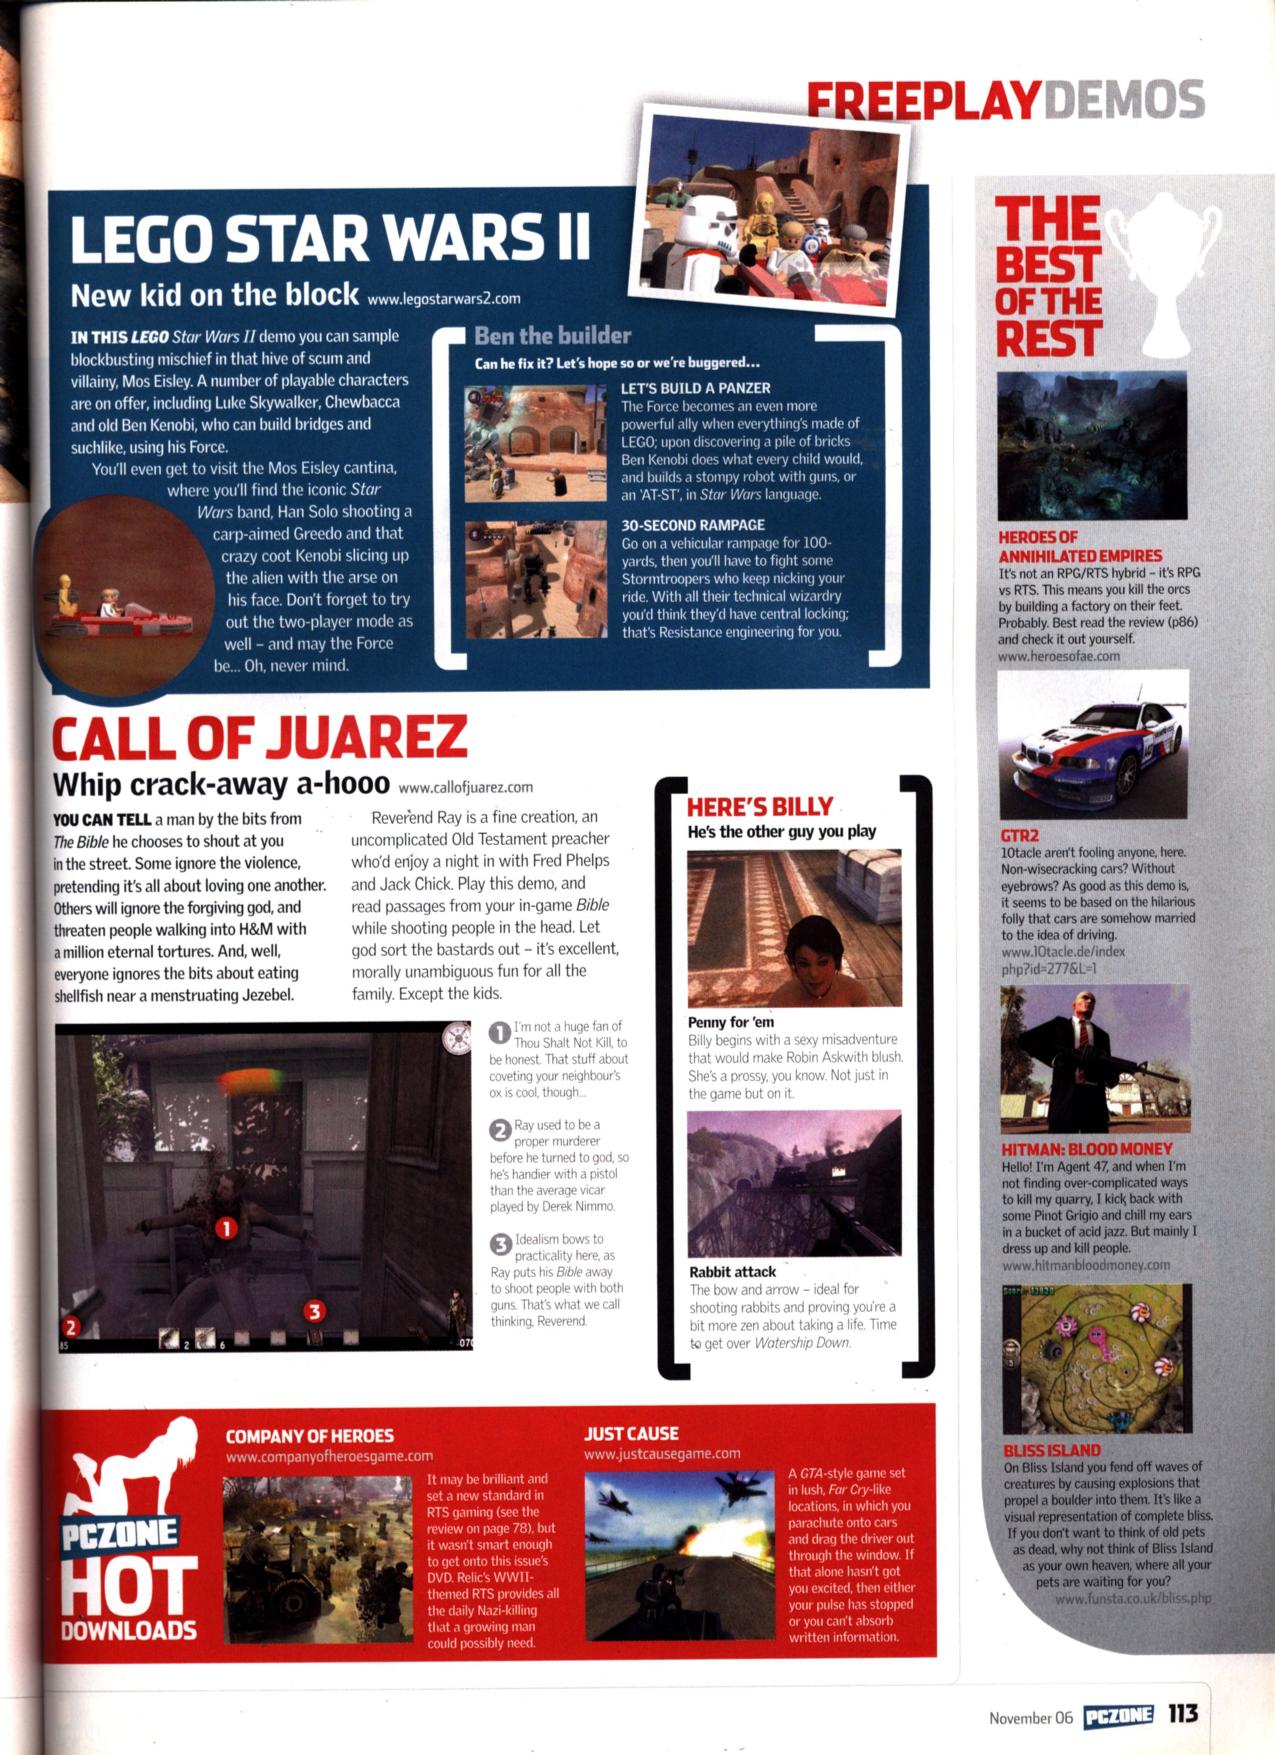 FREEPLAYDEMOS
LEGO STAR WARS II
New kid on the block www.legostarwars2.com
IN THIS LEGO Star Wars II demo you can sample
blockbusting mischief in that hive of scum and
villainy, Mos Eisley. A number of playable characters
are on offer, including Luke Skywalker, Chewbacca
and old Ben Kenobi, who can build bridges and
suchlike, using his Force.
You'll even get to visit the Mos Eisley cantina,
where you'll find the iconic Star
Wars band, Han Solo shooting a
carp-aimed Greedo and that
crazy coot Kenobi slicing up
the alien with the arse on
his face. Don't forget to try
out the two-player mode as
well – and may the Force
be... Oh, never mind.
Ben the builder
Can he fix it? Let's hope so or we're buggered...
LET'S BUILD A PANZER
The Force becomes an even more
powerful ally when everything's made of
LEGO; upon discovering a pile of bricks
Ben Kenobi does what every child would,
and builds a stompy robot with guns, or
an 'AT-ST', in Star Wars language.
30-SECOND RAMPAGE
Go on a vehicular rampage for 100-
yards, then you'll have to fight some
Stormtroopers who keep nicking your
ride. With all their technical wizardry
you'd think they'd have central locking;
that's Resistance engineering for you.
CALL OF JUAREZ
Whip crack-away a-hooo www.callofjuarez.com
YOU CAN TELL a man by the bits from
The Bible he chooses to shout at you
in the street. Some ignore the violence,
pretending it's all about loving one another.
Others will ignore the forgiving god, and
threaten people walking into H&M with
a million eternal tortures. And, well,
everyone ignores the bits about eating
shellfish near a menstruating Jezebel.
Reverend Ray is a fine creation, an
uncomplicated Old Testament preacher
who'd enjoy a night in with Fred Phelps
and Jack Chick. Play this demo, and
read passages from your in-game Bible
while shooting people in the head. Let
god sort the bastards out – it's excellent,
morally unambiguous fun for all the
family. Except the kids.
1
2
3
85
2
6
070
1 I'm not a huge fan of
Thou Shalt Not Kill, to
be honest. That stuff about
coveting your neighbour's
ox is cool, though...
2 Ray used to be a
proper murderer
before he turned to god, so
he's handier with a pistol
than the average vicar
played by Derek Nimmo.
3 Idealism bows to
practicality here, as
Ray puts his Bible away
to shoot people with both
guns. That's what we call
thinking, Reverend.
HERE'S BILLY
He's the other guy you play
Penny for 'em
Billy begins with a sexy misadventure
that would make Robin Askwith blush.
She's a prossy, you know. Not just in
the game but on it.
Rabbit attack
The bow and arrow – ideal for
shooting rabbits and proving you're a
bit more zen about taking a life. Time
to get over Watership Down.
PCZONE
HOT
DOWNLOADS
COMPANY OF HEROES
www.companyofheroesgame.com
It may be brilliant and
set a new standard in
RTS gaming (see the
review on page 78), but
it wasn't smart enough
to get onto this issue's
DVD. Relic's WWII-
themed RTS provides all
the daily Nazi-killing
that a growing man
could possibly need.
JUST CAUSE
www.justcausegame.com
A GTA-style game set
in lush, Far Cry-like
locations, in which you
parachute onto cars
and drag the driver out
through the window. If
that alone hasn't got
you excited, then either
your pulse has stopped
or you can't absorb
written information.
THE
BEST
OF THE
REST
HEROES OF
ANNIHILATED EMPIRES
It's not an RPG/RTS hybrid – it's RPG
vs RTS. This means you kill the orcs
by building a factory on their feet.
Probably. Best read the review (p86)
and check it out yourself.
www.heroesofae.com
GTR2
10tacle aren't fooling anyone, here.
Non-wisecracking cars? Without
eyebrows? As good as this demo is,
it seems to be based on the hilarious
folly that cars are somehow married
to the idea of driving.
www.10tacle.de/index
php?id=277&L=1
HITMAN: BLOOD MONEY
Hello! I'm Agent 47, and when I'm
not finding over-complicated ways
to kill my quarry, I kick back with
some Pinot Grigio and chill my ears
in a bucket of acid jazz. But mainly I
dress up and kill people.
www.hitmanbloodmoney.com
BLISS ISLAND
On Bliss Island you fend off waves of
creatures by causing explosions that
propel a boulder into them. It's like a
visual representation of complete bliss.
If you don't want to think of old pets
as dead, why not think of Bliss Island
as your own heaven, where all your
pets are waiting for you?
www.funsta.co.uk/bliss.php
November 06 PCZONE 113